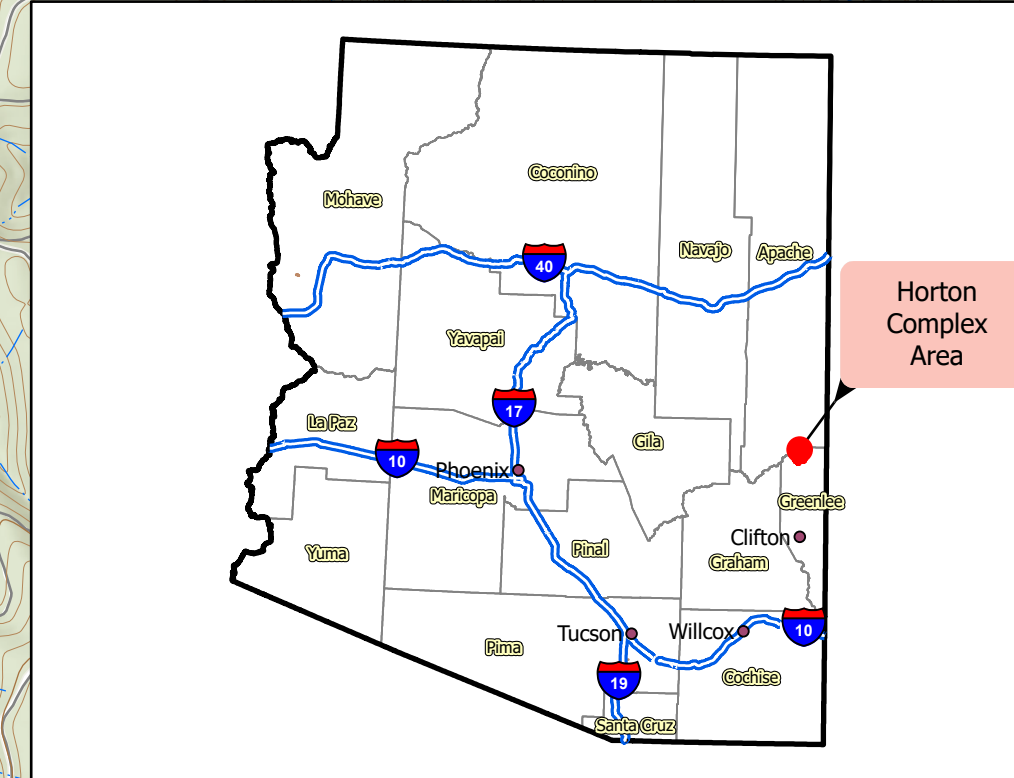 Coconino
Mohave
Navajo
Apache
40
Horton
Complex
Area
Yavapai
17
La Paz
Gila
10
Phoenix
Maricopa
Greenlee
Clifton
Yuma
Pinal
Graham
Tucson
Willcox
10
Pima
19
Cochise
Santa Cruz